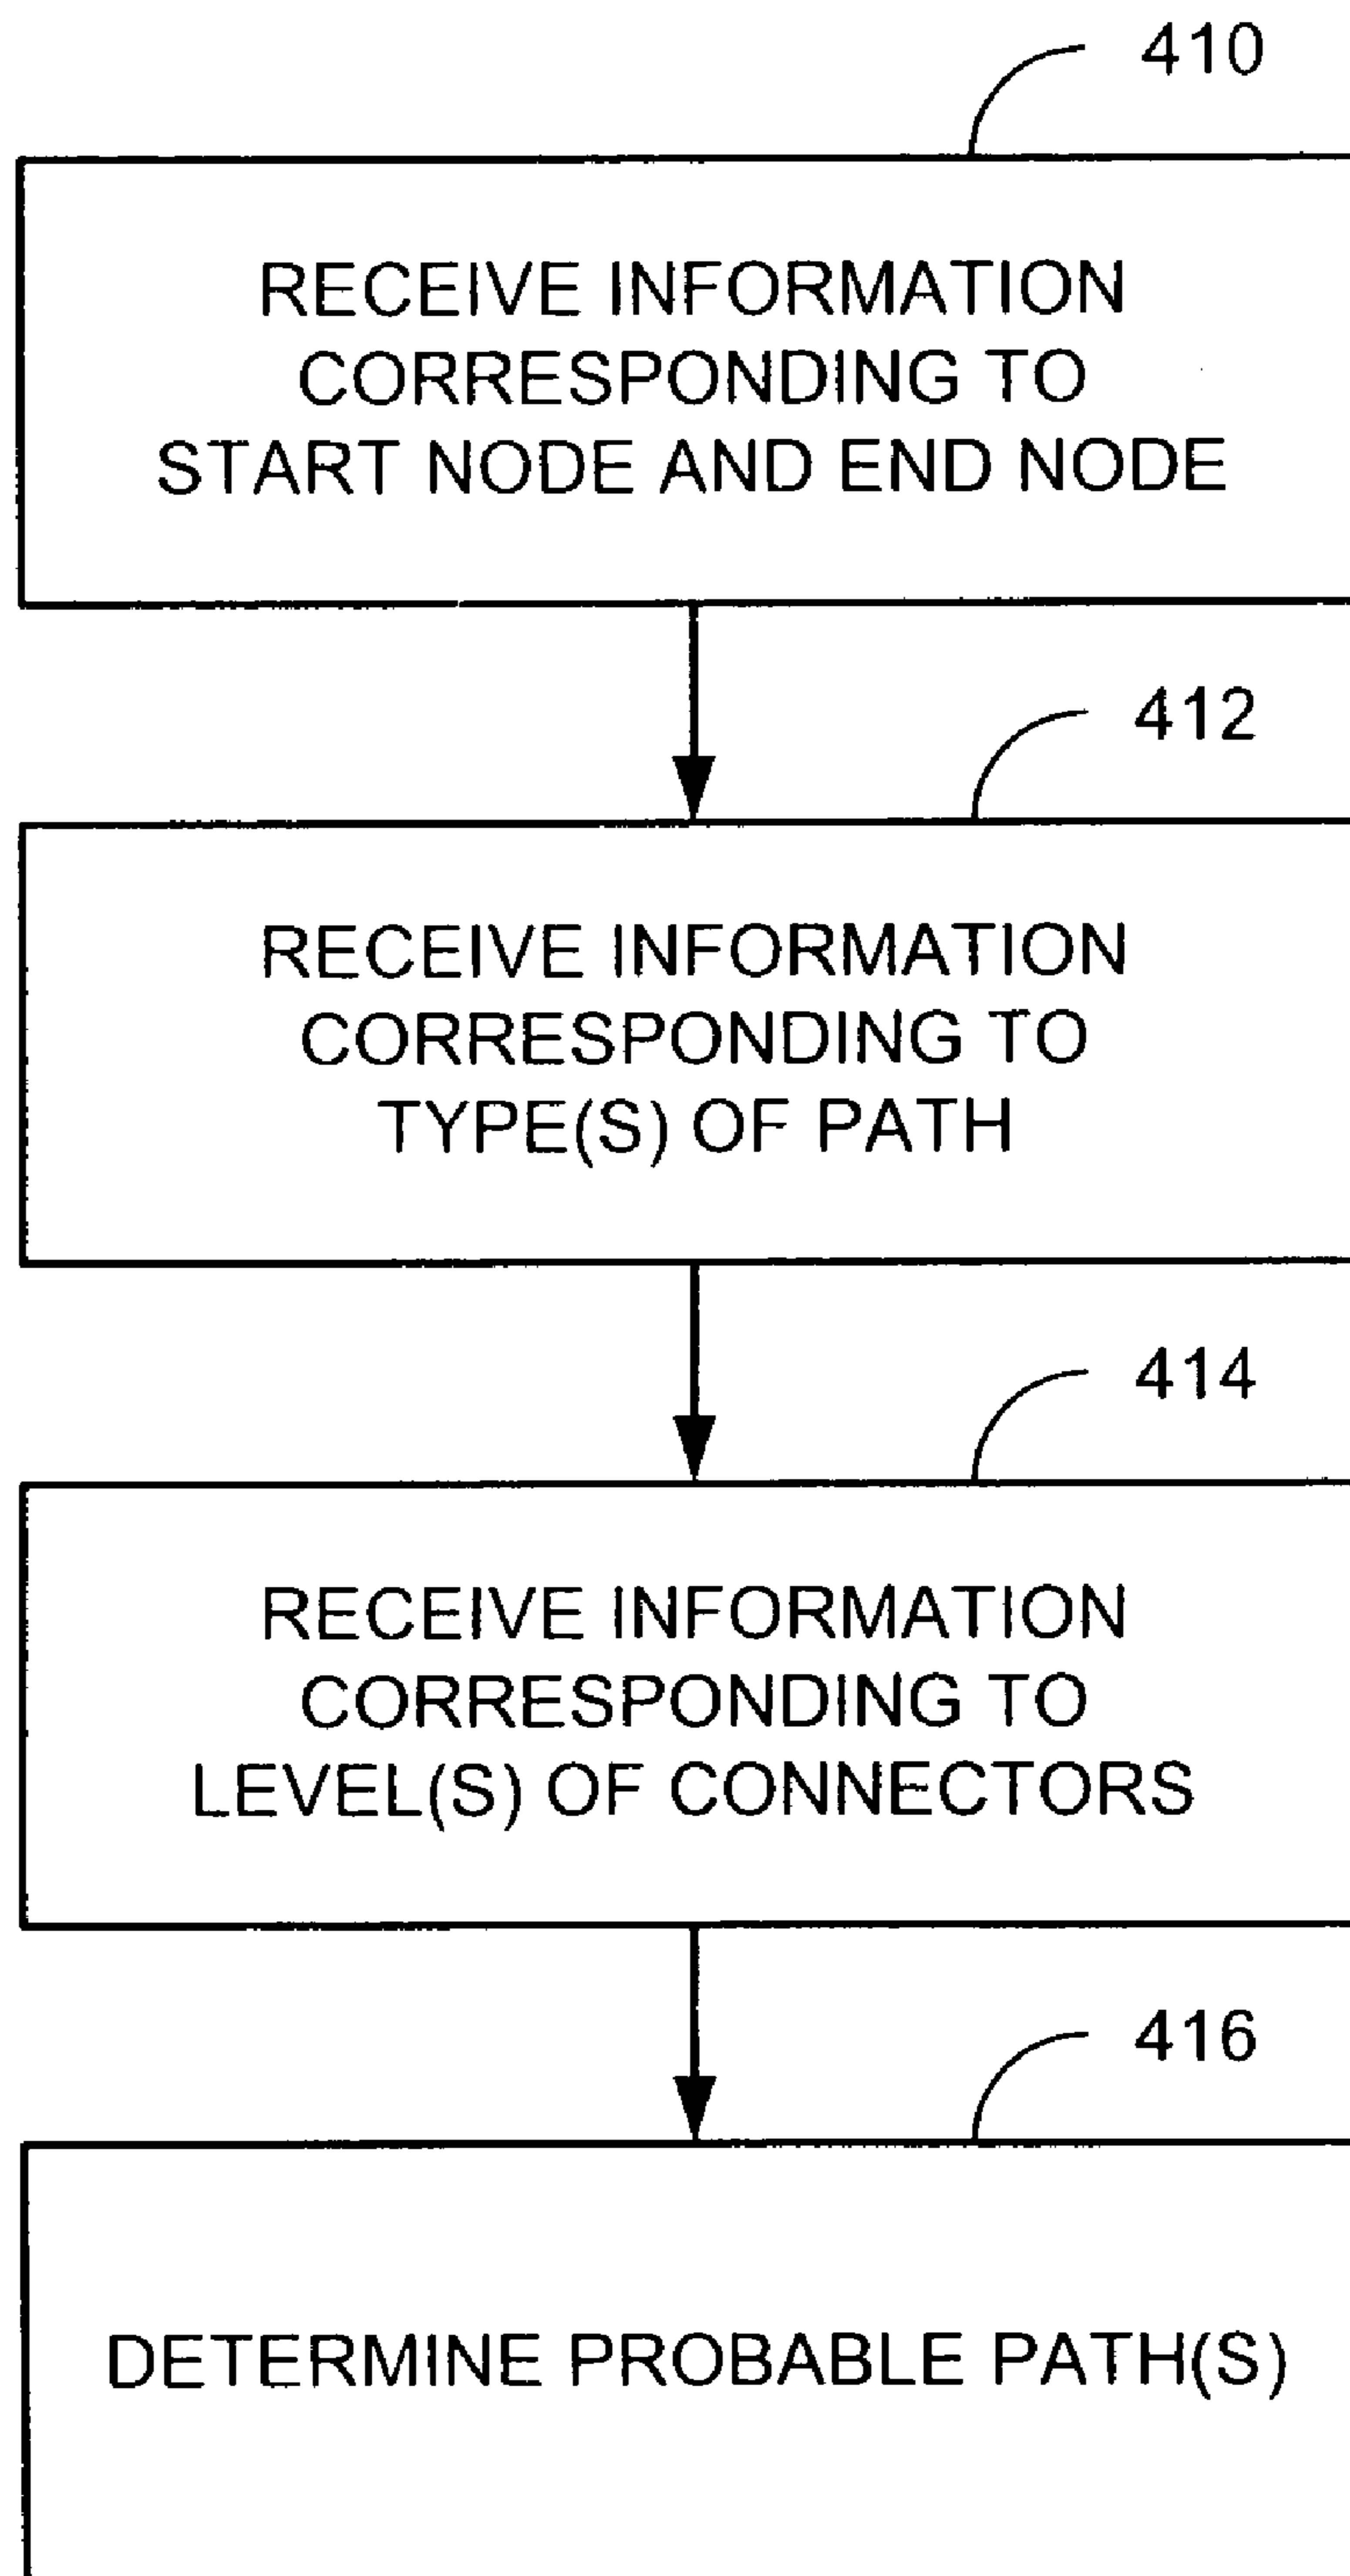 410
RECEIVE INFORMATION
CORRESPONDING TO
START NODE AND END NODE
412
RECEIVE INFORMATION
CORRESPONDING TO
TYPE(S) OF PATH
414
RECEIVE INFORMATION
CORRESPONDING TO
LEVEL(S) OF CONNECTORS
416
DETERMINE PROBABLE PATH(S)